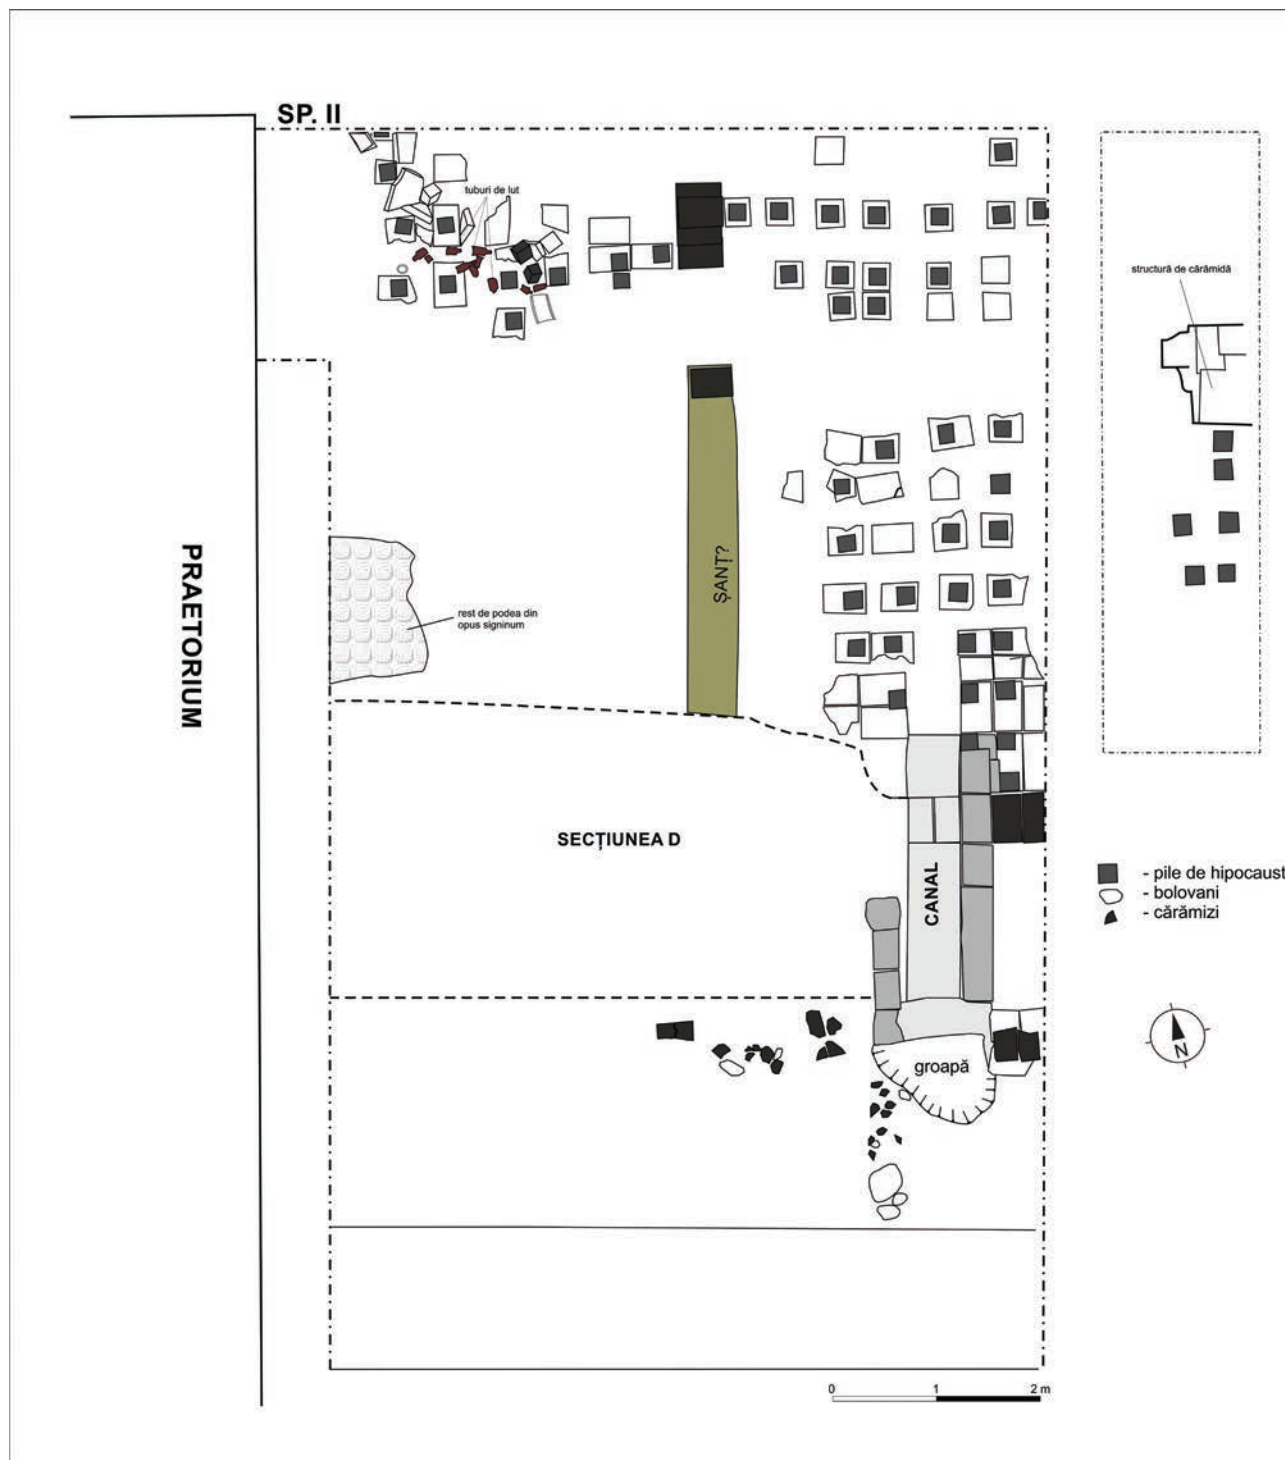 SP. II
tuburi de lut
structură de cărămidă
PRAETORIUM
ȘANȚ?
rest de podea din
opus signinum
SECȚIUNEA D
CANAL
- pile de hipocaust
- bolovani
- cărămizi
groapă
N
0 1 2 m